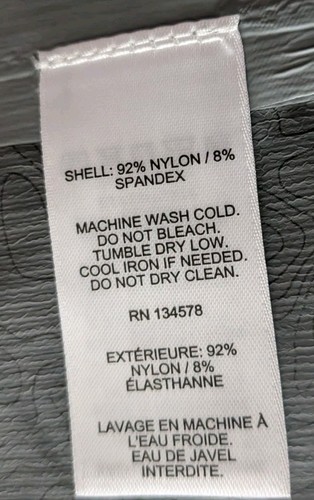 SHELL: 92% NYLON / 8%
SPANDEX
MACHINE WASH COLD.
DO NOT BLEACH.
TUMBLE DRY LOW.
COOL IRON IF NEEDED.
DO NOT DRY CLEAN.
RN 134578
EXTÉRIEURE: 92%
NYLON / 8%
ÉLASTHANNE
LAVAGE EN MACHINE À
L'EAU FROIDE.
EAU DE JAVEL
INTERDITE.